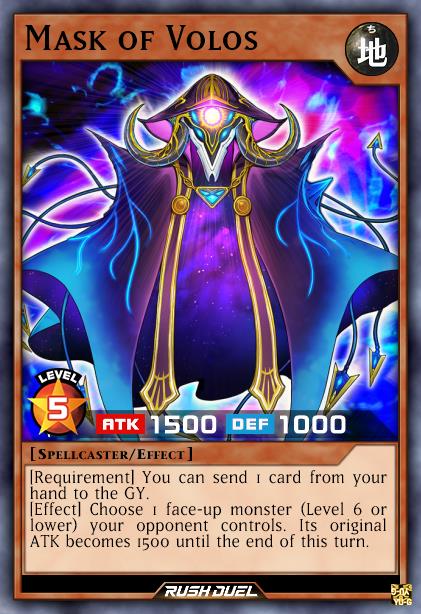 Mask of Volos
ち
地
LEVEL
5
ATK 1500 DEF 1000
[Spellcaster/Effect]
[Requirement] You can send 1 card from your
hand to the GY.
[Effect] Choose 1 face-up monster (Level 6 or
lower) your opponent controls. Its original
ATK becomes 1500 until the end of this turn.
RUSH DUEL